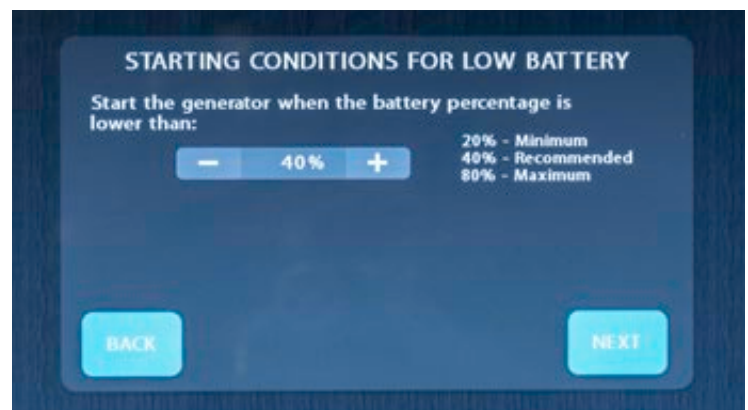 STARTING CONDITIONS FOR LOW BATTERY
Start the generator when the battery percentage is
lower than:
− 40% +
20% - Minimum
40% - Recommended
80% - Maximum
BACK
NEXT